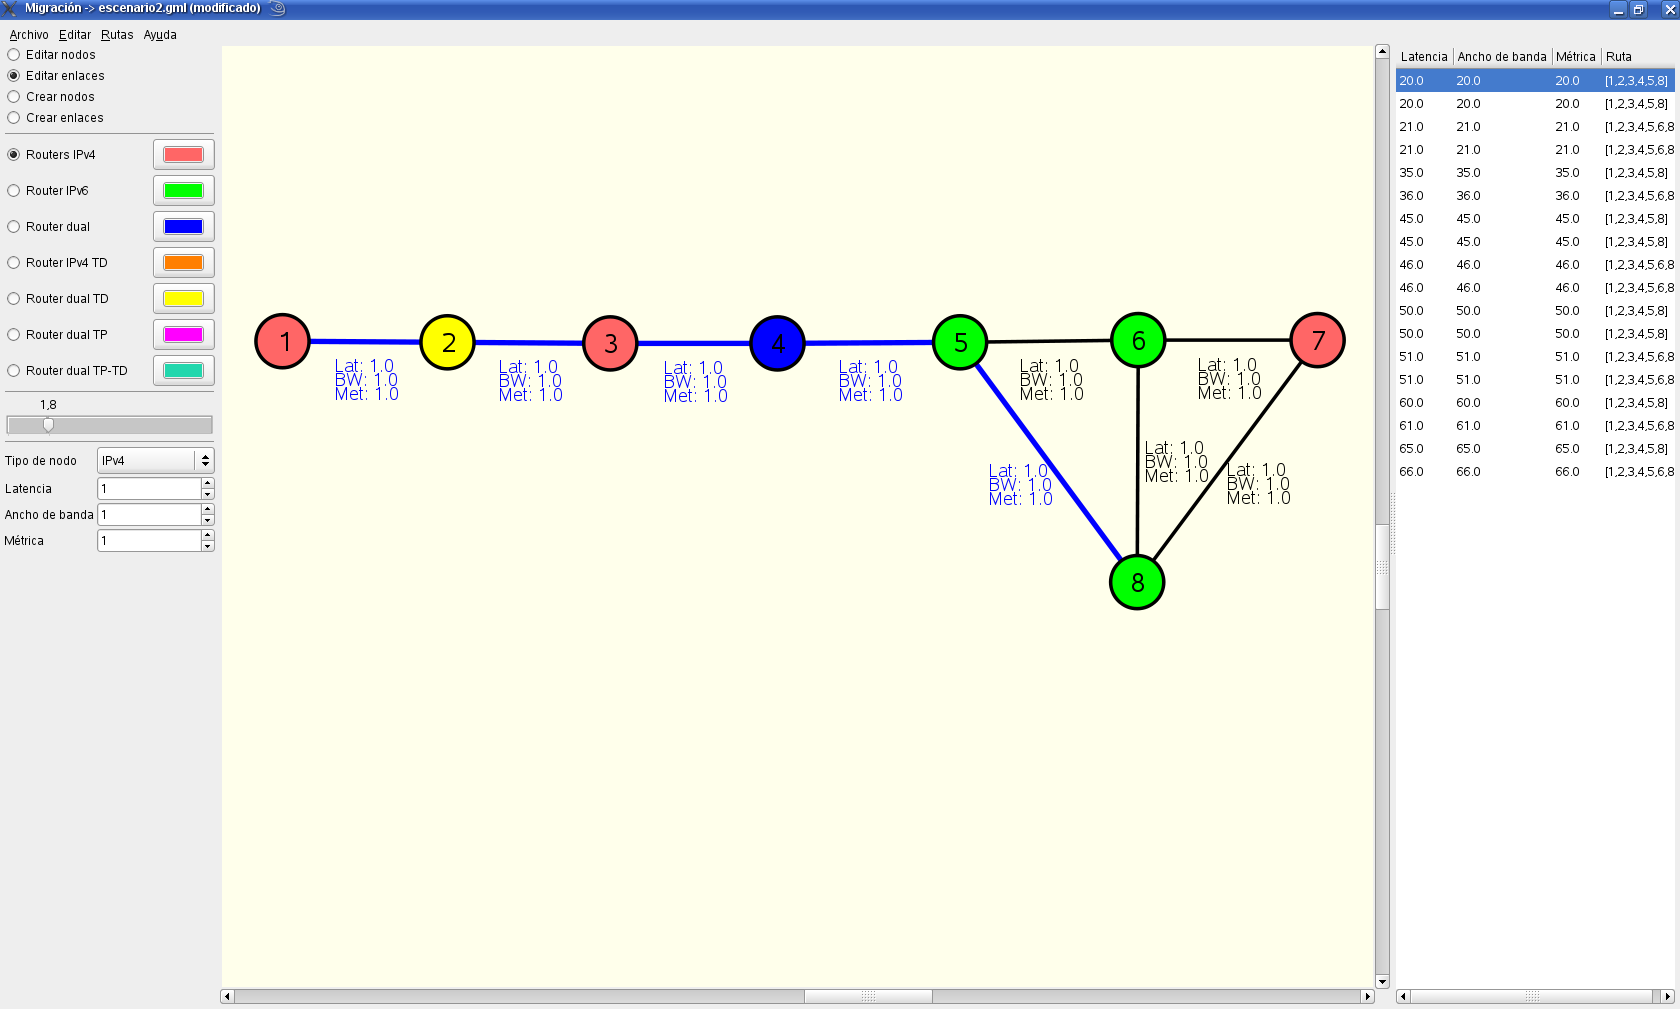 Migración -> escenario2.gml (modificado)
Archivo Editar Rutas Ayuda
Editar nodos
Editar enlaces
Crear nodos
Crear enlaces
Routers IPv4
Router IPv6
Router dual
Router IPv4 TD
Router dual TD
Router dual TP
Router dual TP-TD
1,8
Tipo de nodo IPv4
Latencia 1
Ancho de banda 1
Métrica 1
1 2 3 4 5 6 7
Lat: 1.0
BW: 1.0
Met: 1.0
Lat: 1.0
BW: 1.0
Met: 1.0
Lat: 1.0
BW: 1.0
Met: 1.0
Lat: 1.0
BW: 1.0
Met: 1.0
Lat: 1.0
BW: 1.0
Met: 1.0
Lat: 1.0
BW: 1.0
Met: 1.0
Lat: 1.0
BW: 1.0
Met: 1.0
Lat: 1.0
BW: 1.0
Met: 1.0
Lat: 1.0
BW: 1.0
Met: 1.0
8
Latencia Ancho de banda Métrica Ruta
20.0 20.0 20.0 [1,2,3,4,5,8]
20.0 20.0 20.0 [1,2,3,4,5,8]
21.0 21.0 21.0 [1,2,3,4,5,6,8
21.0 21.0 21.0 [1,2,3,4,5,6,8
35.0 35.0 35.0 [1,2,3,4,5,8]
36.0 36.0 36.0 [1,2,3,4,5,6,8
45.0 45.0 45.0 [1,2,3,4,5,8]
45.0 45.0 45.0 [1,2,3,4,5,8]
46.0 46.0 46.0 [1,2,3,4,5,6,8
46.0 46.0 46.0 [1,2,3,4,5,6,8
50.0 50.0 50.0 [1,2,3,4,5,8]
50.0 50.0 50.0 [1,2,3,4,5,8]
51.0 51.0 51.0 [1,2,3,4,5,6,8
51.0 51.0 51.0 [1,2,3,4,5,6,8
60.0 60.0 60.0 [1,2,3,4,5,8]
61.0 61.0 61.0 [1,2,3,4,5,6,8
65.0 65.0 65.0 [1,2,3,4,5,8]
66.0 66.0 66.0 [1,2,3,4,5,6,8